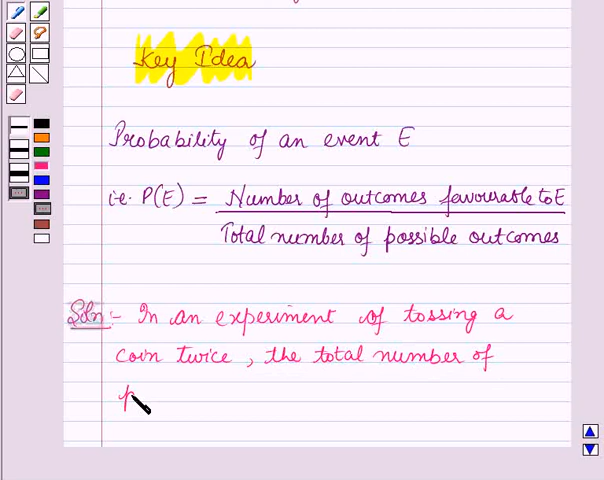 Key Idea
Probability of an event E
i.e. P(E) = Number of outcomes favourable to E
Total number of possible outcomes
Soln:- In an experiment of tossing a
coin twice, the total number of
p